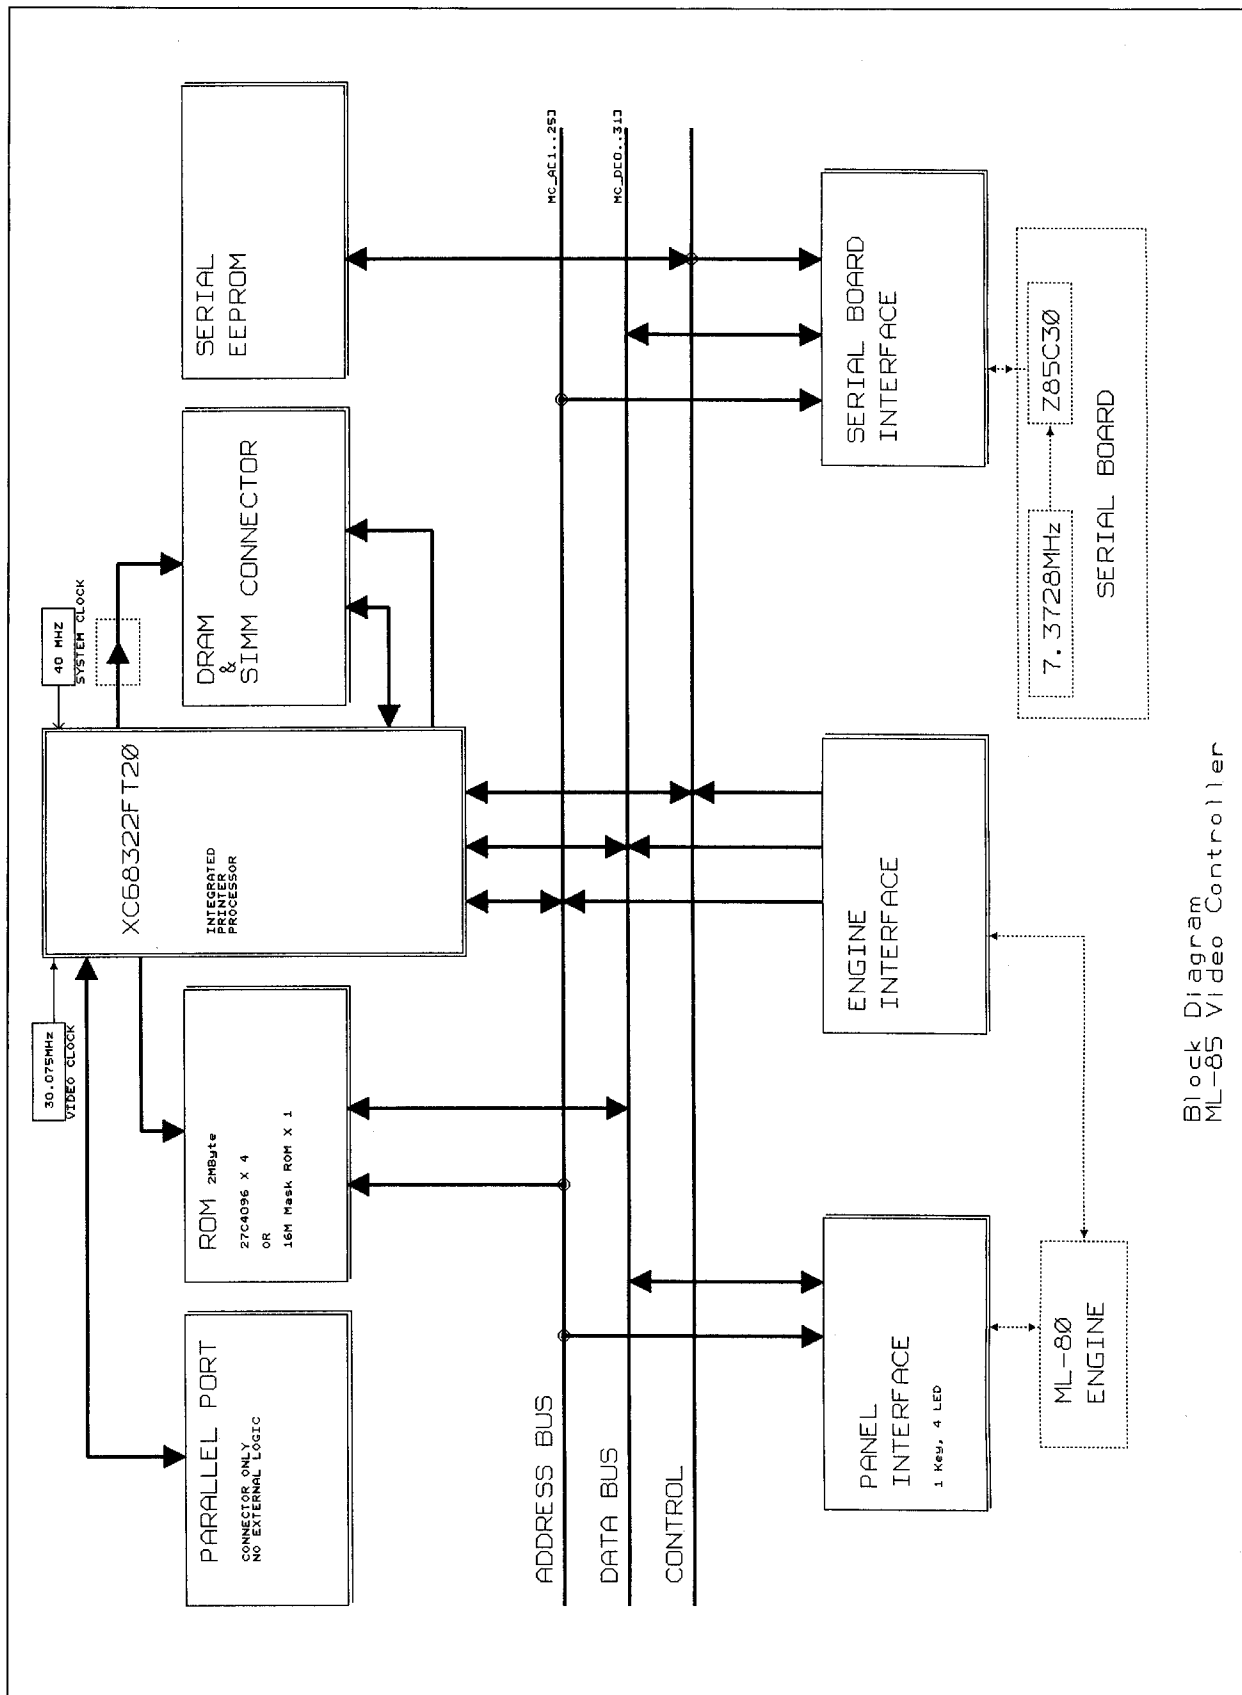 30.075MHz
VIDEO CLOCK
40 MHZ
SYSTEM CLOCK
PARALLEL PORT
CONNECTOR ONLY
NO EXTERNAL LOGIC
ROM 2MByte
27C4096 X 4
OR
16M Mask ROM X 1
XC68322FT20
INTEGRATED
PRINTER
PROCESSOR
DRAM
&
SIMM CONNECTOR
SERIAL
EEPROM
ADDRESS BUS
MC_A[1..25]
DATA BUS
MC_D[0..31]
CONTROL
PANEL
INTERFACE
1 Key, 4 LED
ENGINE
INTERFACE
SERIAL BOARD
INTERFACE
ML-80
ENGINE
7.3728MHz
Z85C30
SERIAL BOARD
Block Diagram
ML-85 Video Controller